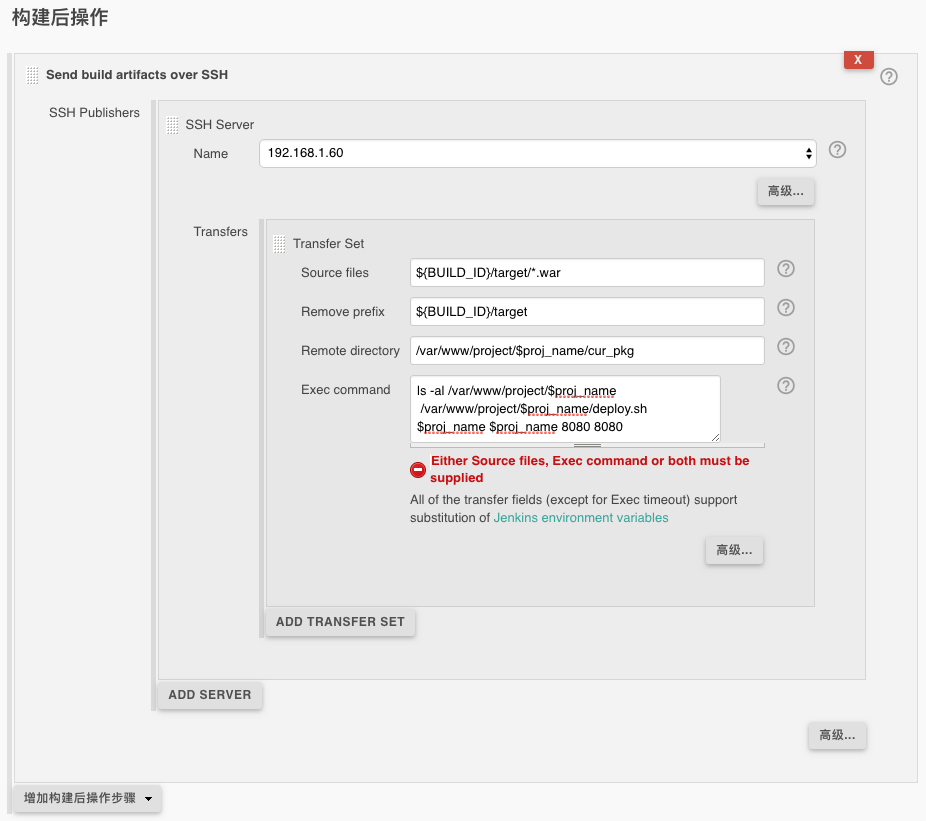 构建后操作
X
Send build artifacts over SSH
SSH Publishers
SSH Server
Name
192.168.1.60
高级...
Transfers
Transfer Set
Source files
${BUILD_ID}/target/*.war
Remove prefix
${BUILD_ID}/target
Remote directory
/var/www/project/$proj_name/cur_pkg
Exec command
ls -al /var/www/project/$proj_name
/var/www/project/$proj_name/deploy.sh
$proj_name $proj_name 8080 8080
Either Source files, Exec command or both must be
supplied
All of the transfer fields (except for Exec timeout) support
substitution of Jenkins environment variables
高级...
ADD TRANSFER SET
ADD SERVER
高级...
增加构建后操作步骤